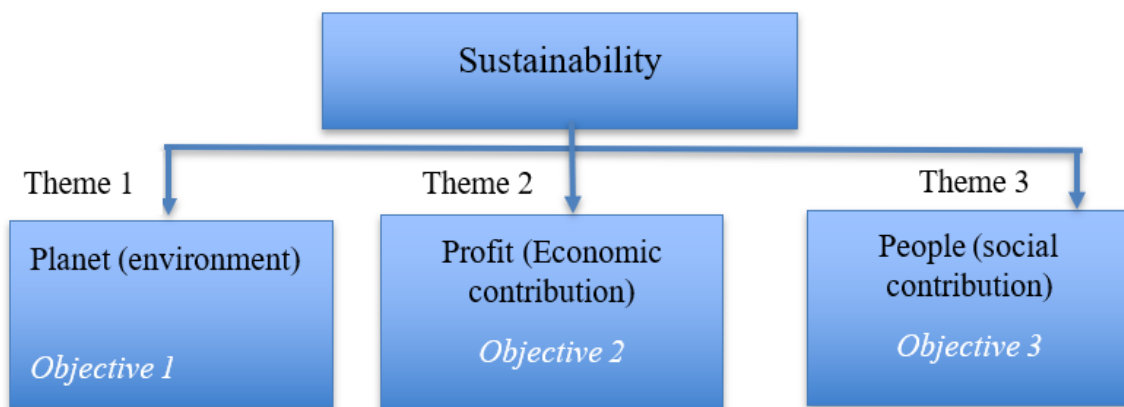 Sustainability
Theme 1
Theme 2
Theme 3
Planet (environment)
Objective 1
Profit (Economic
contribution)
Objective 2
People (social
contribution)
Objective 3